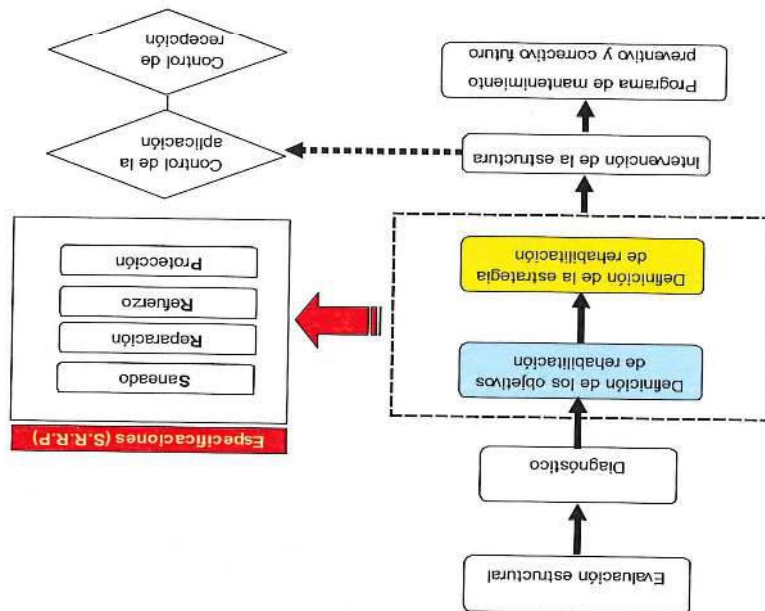 Evaluación estructural
Diagnóstico
Definición de los objetivos
de rehabilitación
Definición de la estrategia
de rehabilitación
Intervención de la estructura
Programa de mantenimiento
preventivo y correctivo futuro
Especificaciones (S.R.R.P)
Saneado
Reparación
Refuerzo
Protección
Control de la
aplicación
Control de
recepción